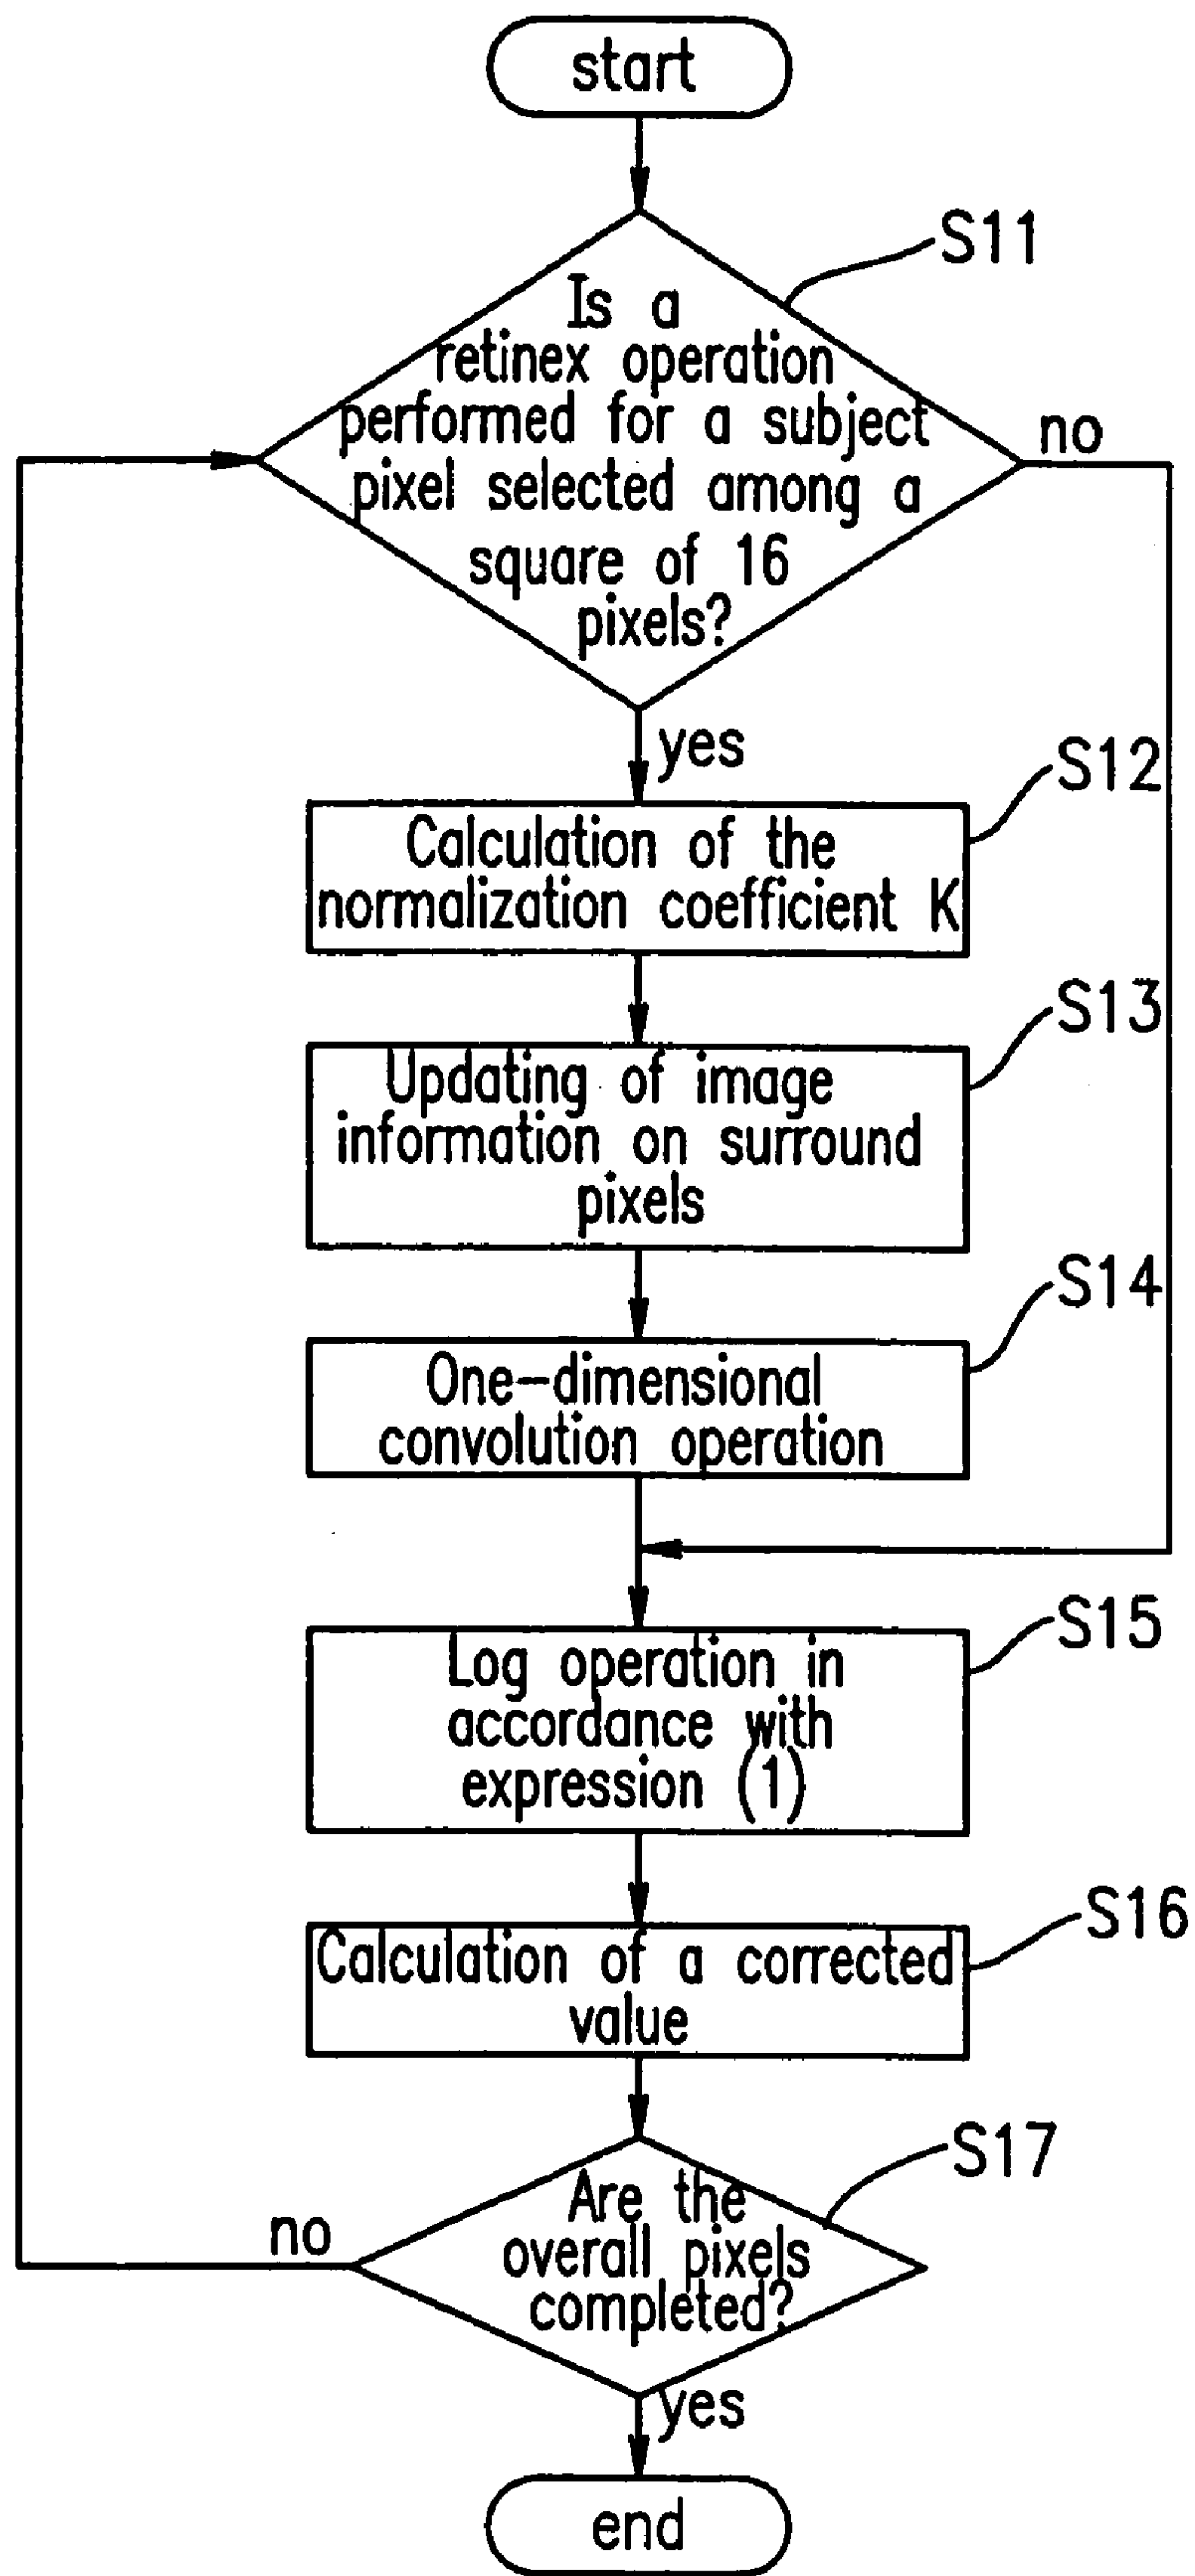 start
S11
Is a
retinex operation
performed for a subject
pixel selected among a
square of 16
pixels?
no
yes
S12
Calculation of the
normalization coefficient K
S13
Updating of image
information on surround
pixels
S14
One-dimensional
convolution operation
S15
Log operation in
accordance with
expression (1)
S16
Calculation of a corrected
value
S17
Are the
overall pixels
completed?
no
yes
end